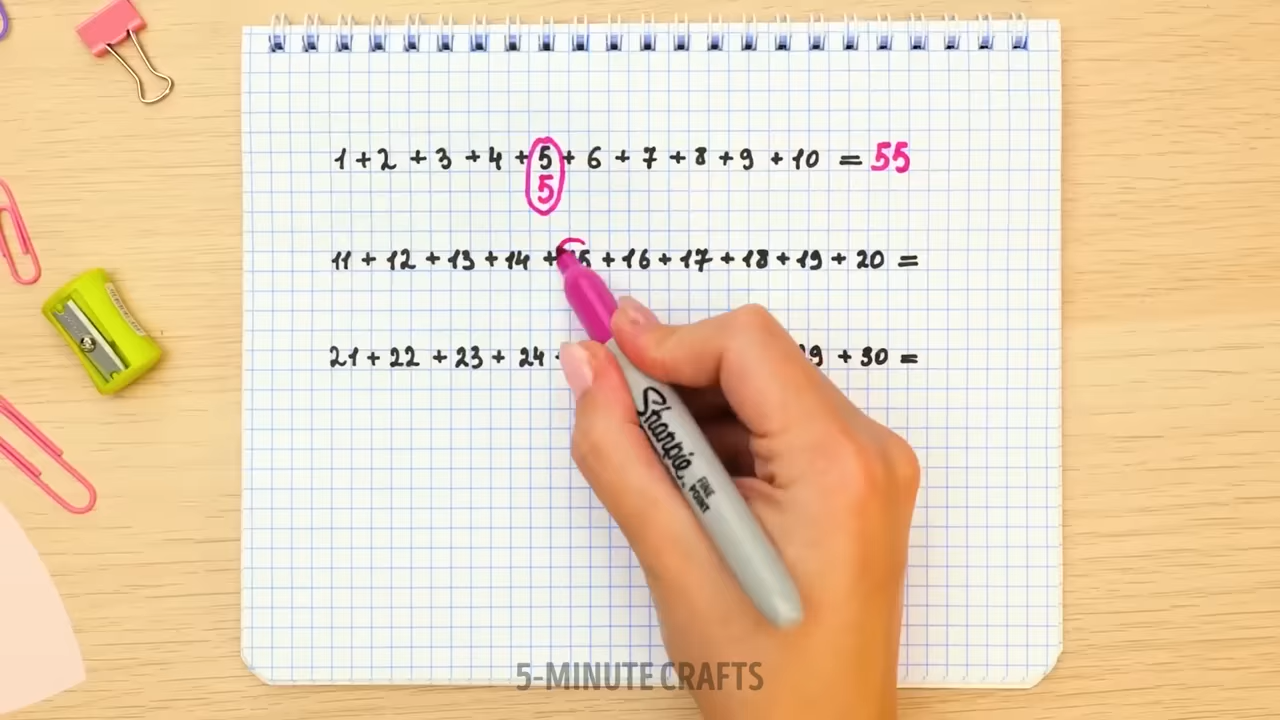 1 + 2 + 3 + 4 + 5 + 6 + 7 + 8 + 9 + 10 = 55
5
11 + 12 + 13 + 14 + 15 + 16 + 17 + 18 + 19 + 20 =
21 + 22 + 23 + 24 + 30 =
Sharpie.
FINE
POINT
5-MINUTE CRAFTS